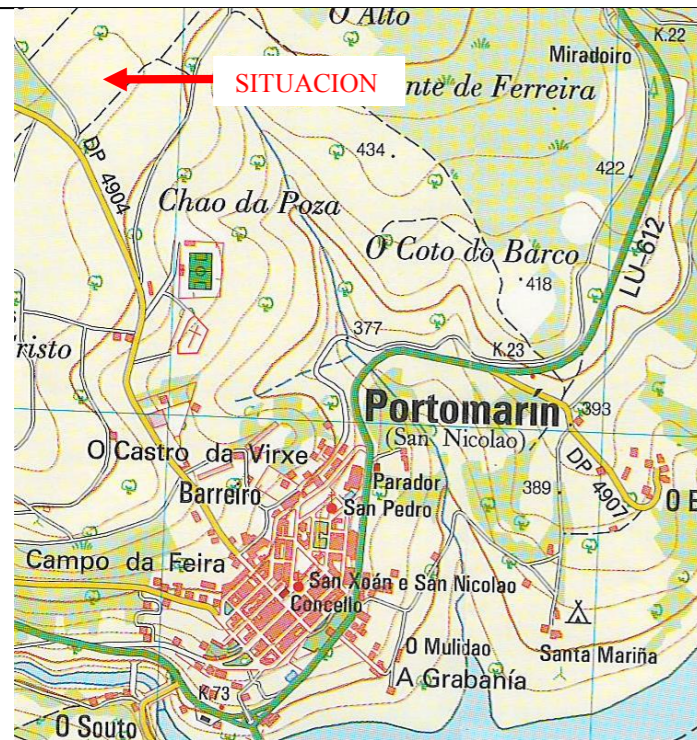 O Alto
K.22
Miradoiro
SITUACION
nte de Ferreira
DP 4904
434
422
Chao da Poza
O Coto do Barco
LU-612
418
377
risto
K.23
Portomarín
(San Nicolao)
393
O Castro da Virxe
DP 4907
Parador
389
Barreiro
San Pedro
O E
Campo da Feira
San Xoán e San Nicolao
Concello
O Mulidao
Santa Mariña
A Grabanía
K.73
O Souto